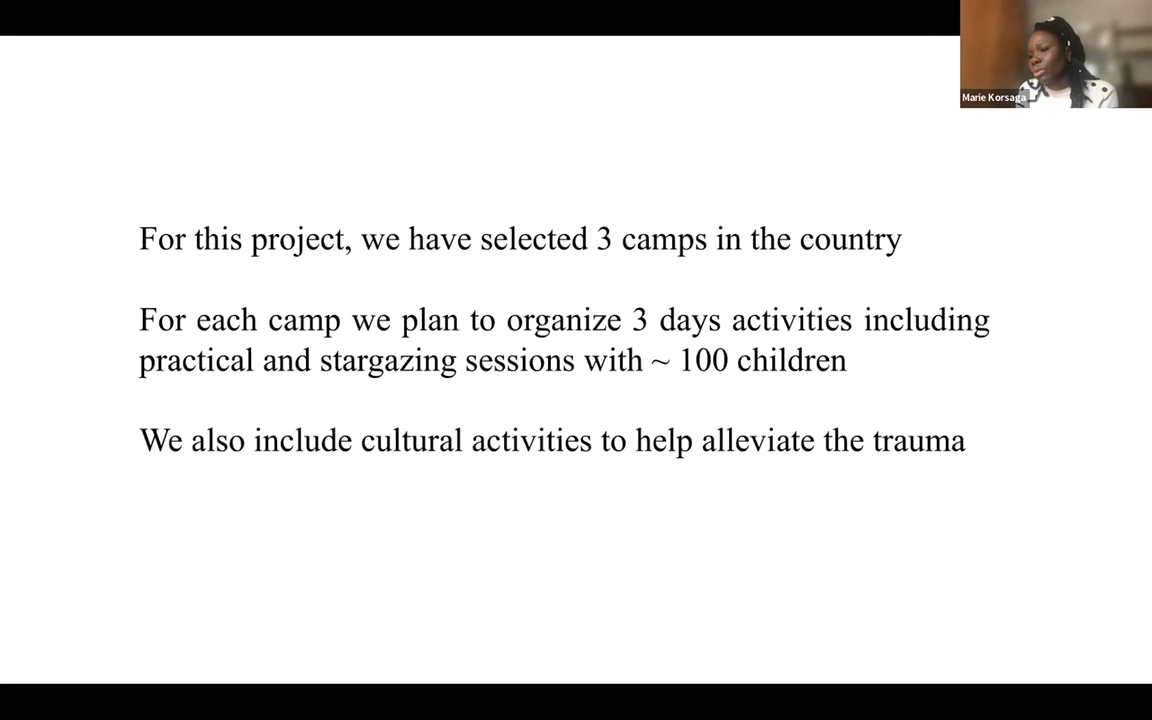 Marie Korsaga
For this project, we have selected 3 camps in the country
For each camp we plan to organize 3 days activities including
practical and stargazing sessions with ~ 100 children
We also include cultural activities to help alleviate the trauma